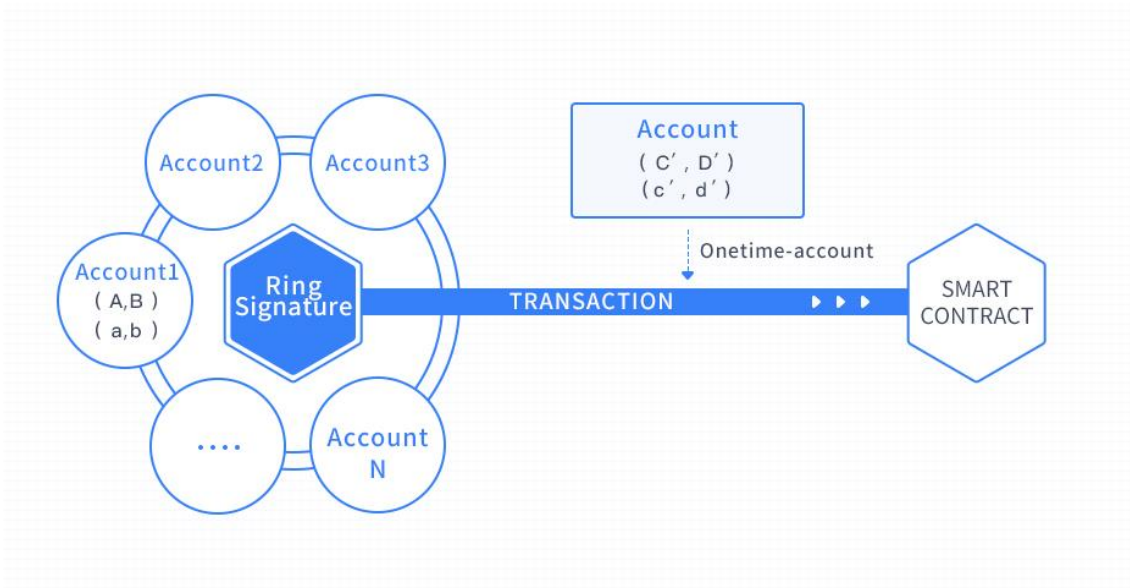 Account2
Account3
Account1
( A,B )
( a,b )
....
Account
N
Ring
Signature
TRANSACTION
Account
( C′ , D′ )
( c′ , d′ )
Onetime-account
SMART
CONTRACT